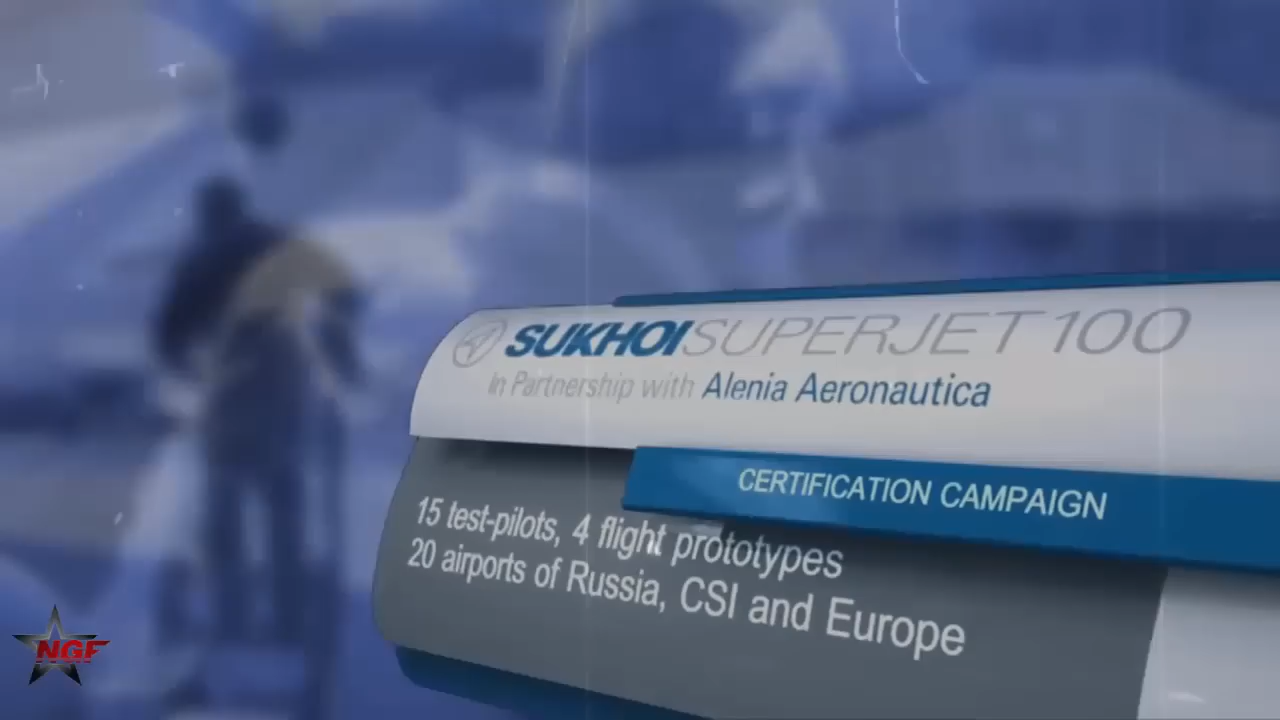 SUKHOI SUPERJET 100
In Partnership with Alenia Aeronautica
CERTIFICATION CAMPAIGN
15 test-pilots, 4 flight prototypes
20 airports of Russia, CSI and Europe
NGF